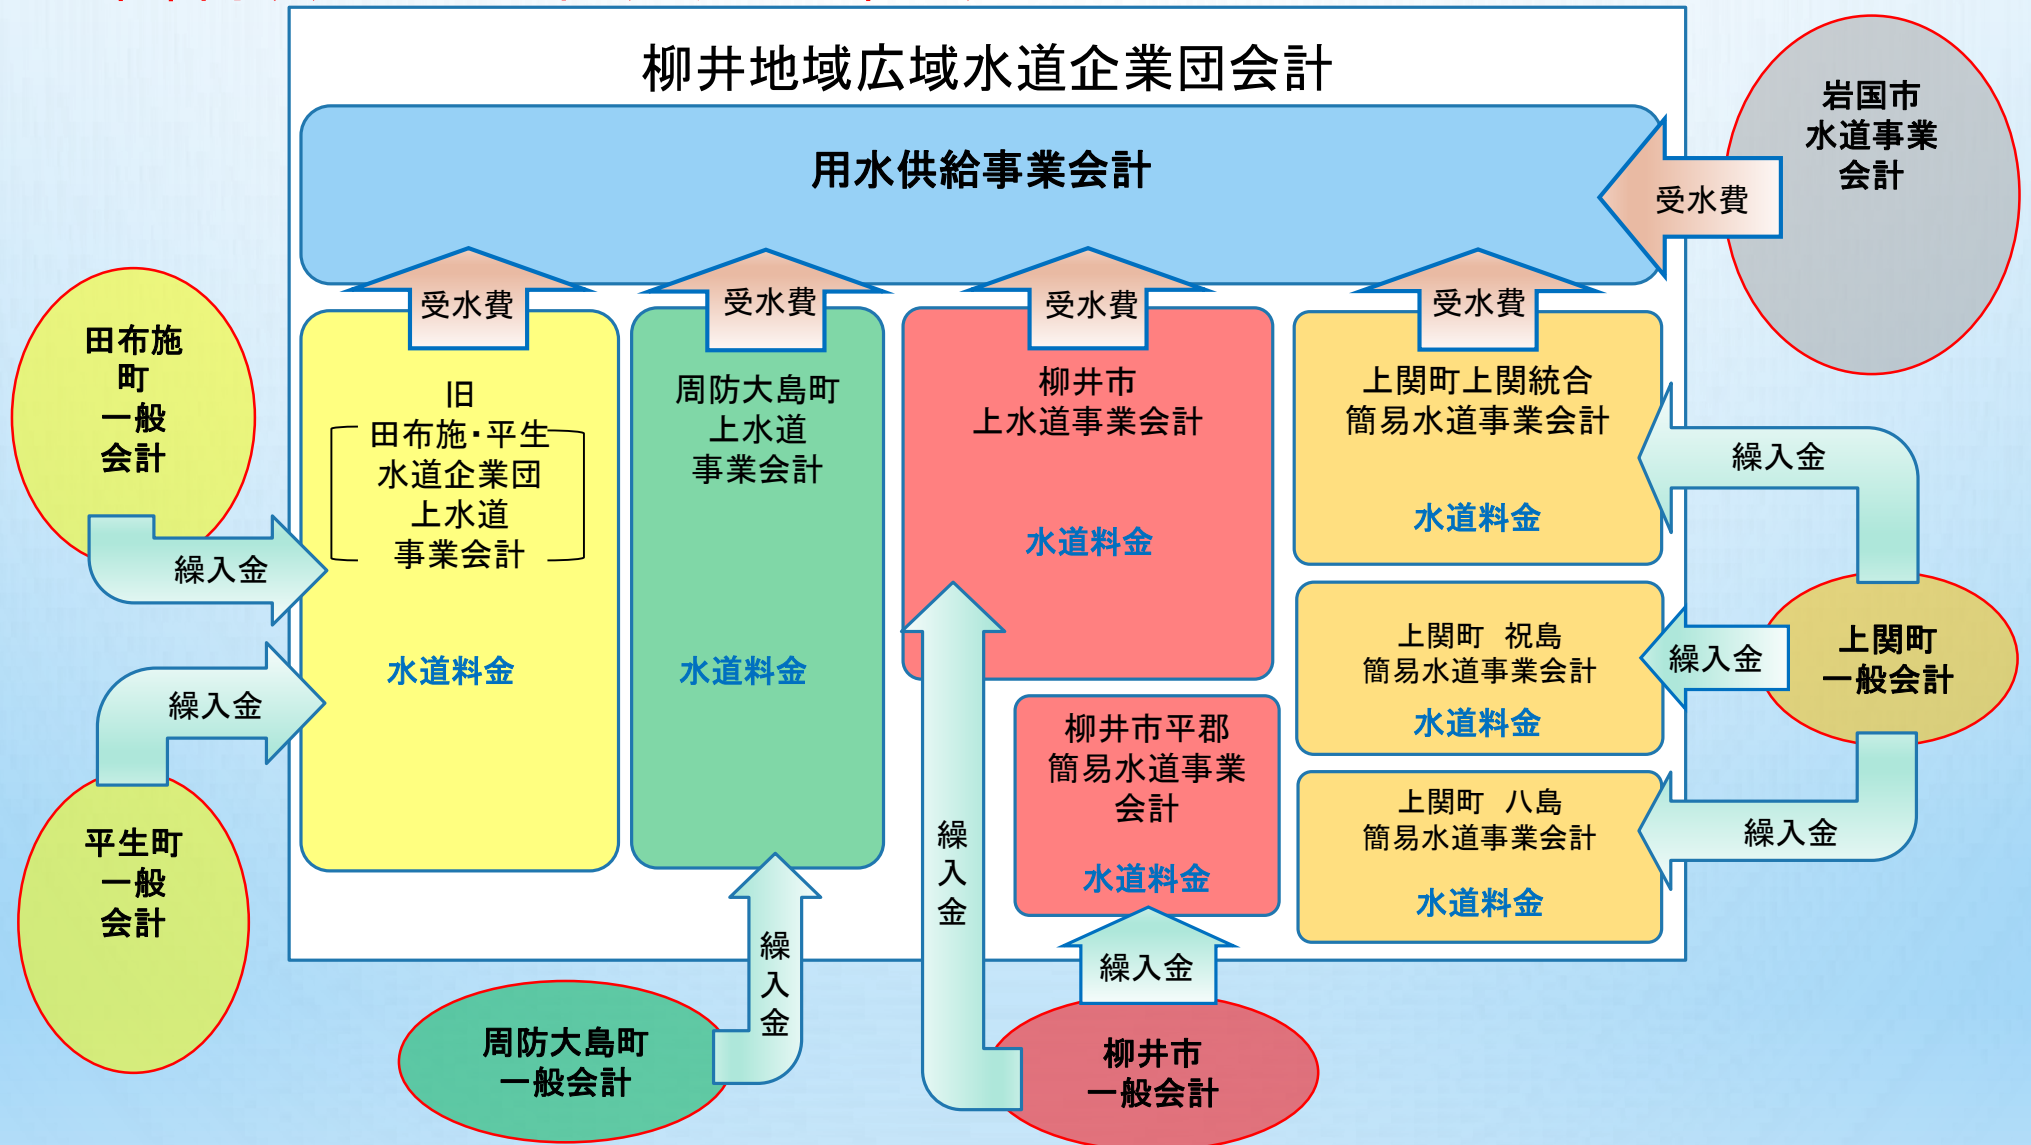 柳井地域広域水道企業団会計
用水供給事業会計
岩国市
水道事業
会計
受水費
受水費
受水費
受水費
受水費
田布施
町
一般
会計
繰入金
平生町
一般
会計
繰入金
旧
田布施・平生
水道企業団
上水道
事業会計
水道料金
周防大島町
上水道
事業会計
水道料金
柳井市
上水道事業会計
水道料金
上関町上関統合
簡易水道事業会計
水道料金
上関町 祝島
簡易水道事業会計
水道料金
上関町 八島
簡易水道事業会計
水道料金
柳井市平郡
簡易水道事業
会計
水道料金
繰入金
繰入金
繰入金
上関町
一般会計
繰入金
繰入金
繰入金
周防大島町
一般会計
柳井市
一般会計